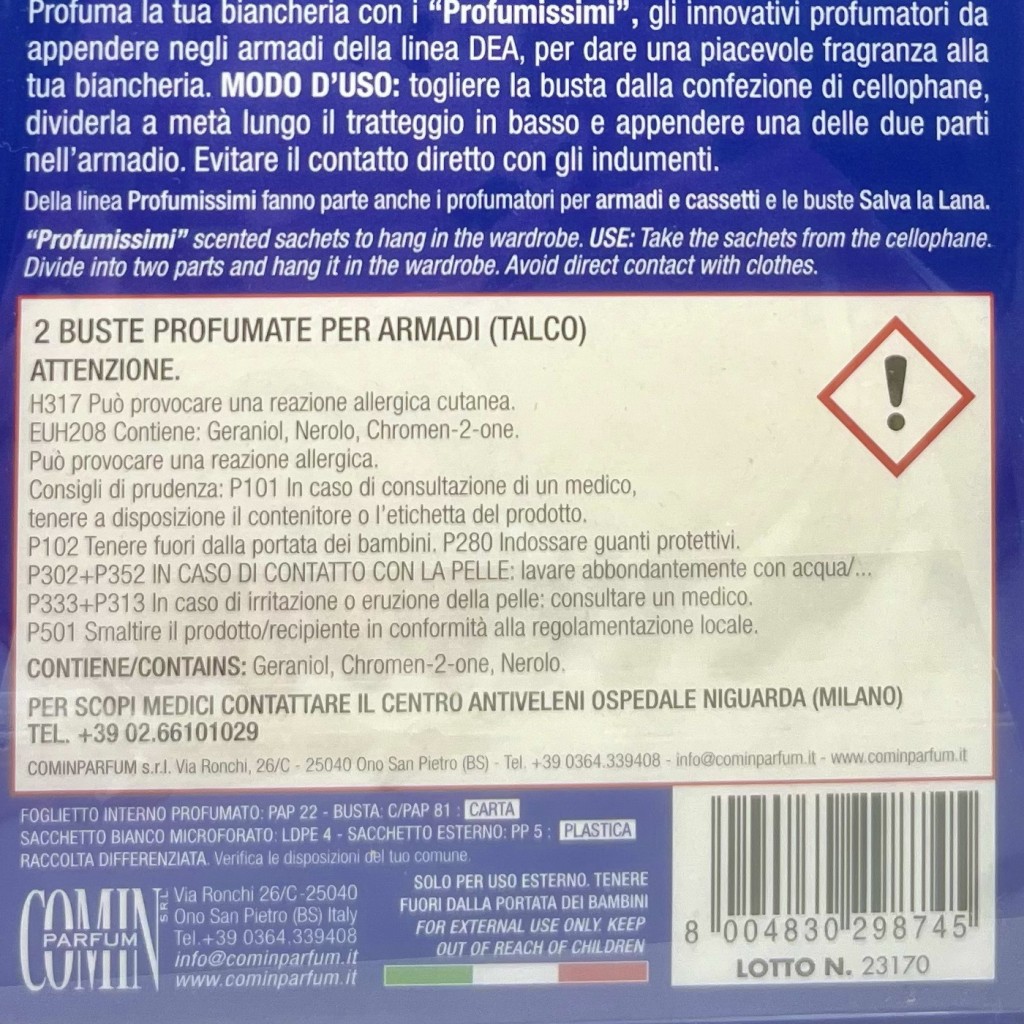 Profuma la tua biancheria con i “Profumissimi”, gli innovativi profumatori da
appendere negli armadi della linea DEA, per dare una piacevole fragranza alla
tua biancheria. MODO D’USO: togliere la busta dalla confezione di cellophane,
dividerla a metà lungo il tratteggio in basso e appendere una delle due parti
nell’armadio. Evitare il contatto diretto con gli indumenti.
Della linea Profumissimi fanno parte anche i profumatori per armadi e cassetti e le buste Salva la Lana.
“Profumissimi” scented sachets to hang in the wardrobe. USE: Take the sachets from the cellophane.
Divide into two parts and hang it in the wardrobe. Avoid direct contact with clothes.
2 BUSTE PROFUMATE PER ARMADI (TALCO)
ATTENZIONE.
H317 Può provocare una reazione allergica cutanea.
EUH208 Contiene: Geraniol, Nerolo, Chromen-2-one.
Può provocare una reazione allergica.
Consigli di prudenza: P101 In caso di consultazione di un medico,
tenere a disposizione il contenitore o l’etichetta del prodotto.
P102 Tenere fuori dalla portata dei bambini. P280 Indossare guanti protettivi.
P302+P352 IN CASO DI CONTATTO CON LA PELLE: lavare abbondantemente con acqua/...
P333+P313 In caso di irritazione o eruzione della pelle: consultare un medico.
P501 Smaltire il prodotto/recipiente in conformità alla regolamentazione locale.
CONTIENE/CONTAINS: Geraniol, Chromen-2-one, Nerolo.
PER SCOPI MEDICI CONTATTARE IL CENTRO ANTIVELENI OSPEDALE NIGUARDA (MILANO)
TEL. +39 02.66101029
COMINPARFUM s.r.l. Via Ronchi, 26/C - 25040 Ono San Pietro (BS) - Tel. +39 0364.339408 - info@cominparfum.it - www.cominparfum.it
FOGLIETTO INTERNO PROFUMATO: PAP 22 - BUSTA: C/PAP 81 : CARTA
SACCHETTO BIANCO MICROFORATO: LDPE 4 - SACCHETTO ESTERNO: PP 5 : PLASTICA
RACCOLTA DIFFERENZIATA. Verifica le disposizioni del tuo comune.
COMIN
PARFUM
SRL
Via Ronchi 26/C-25040
Ono San Pietro (BS) Italy
Tel.+39 0364.339408
info@cominparfum.it
www.cominparfum.it
SOLO PER USO ESTERNO. TENERE
FUORI DALLA PORTATA DEI BAMBINI
FOR EXTERNAL USE ONLY. KEEP
OUT OF REACH OF CHILDREN
8 004830 298745
LOTTO N. 23170